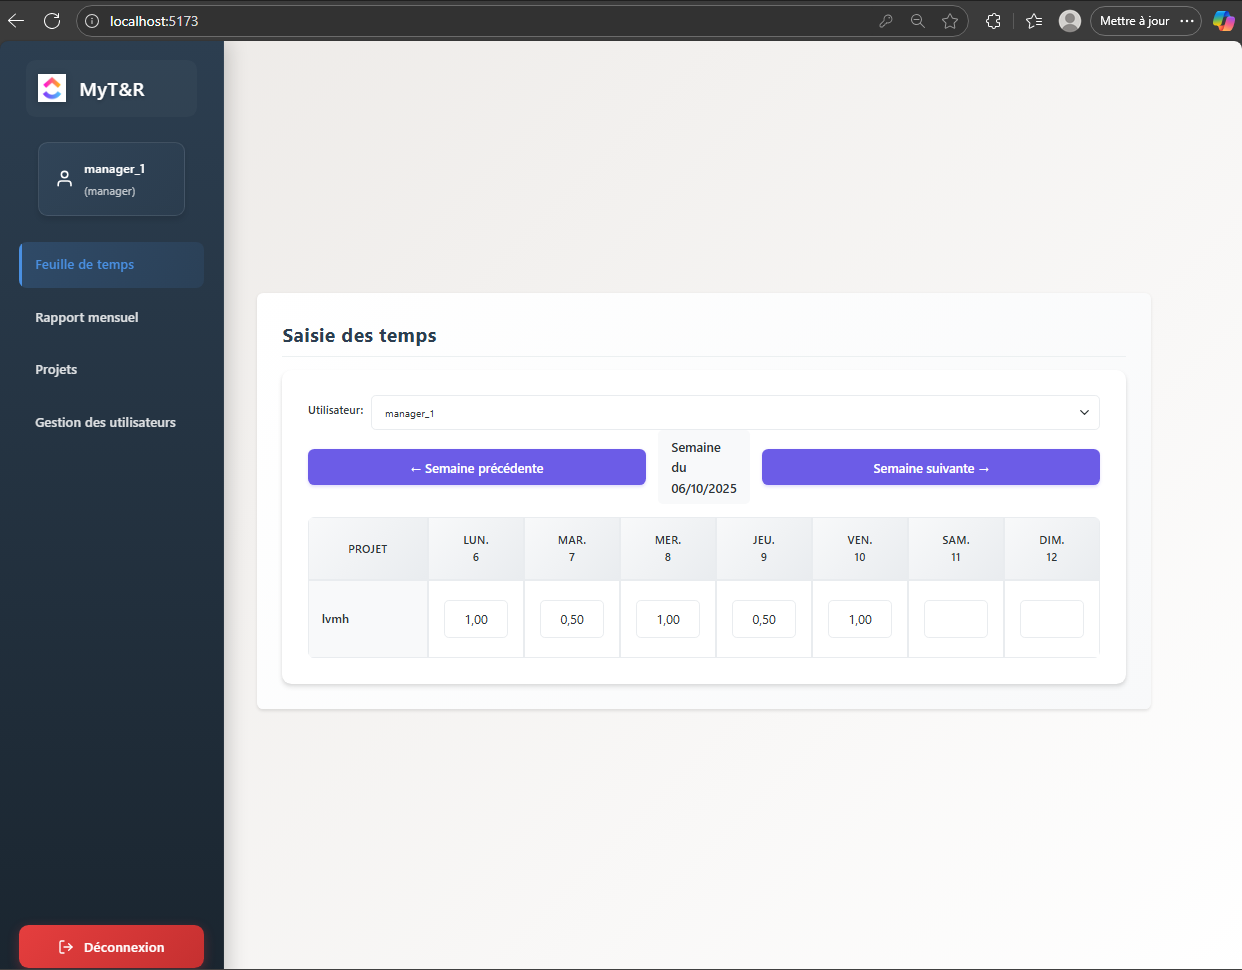 localhost:5173
Mettre à jour
MyT&R
manager_1
(manager)
Feuille de temps
Rapport mensuel
Projets
Gestion des utilisateurs
Déconnexion
Saisie des temps
Utilisateur:
manager_1
← Semaine précédente
Semaine
du
06/10/2025
Semaine suivante →
PROJET
LUN.
6
MAR.
7
MER.
8
JEU.
9
VEN.
10
SAM.
11
DIM.
12
lvmh
1,00
0,50
1,00
0,50
1,00